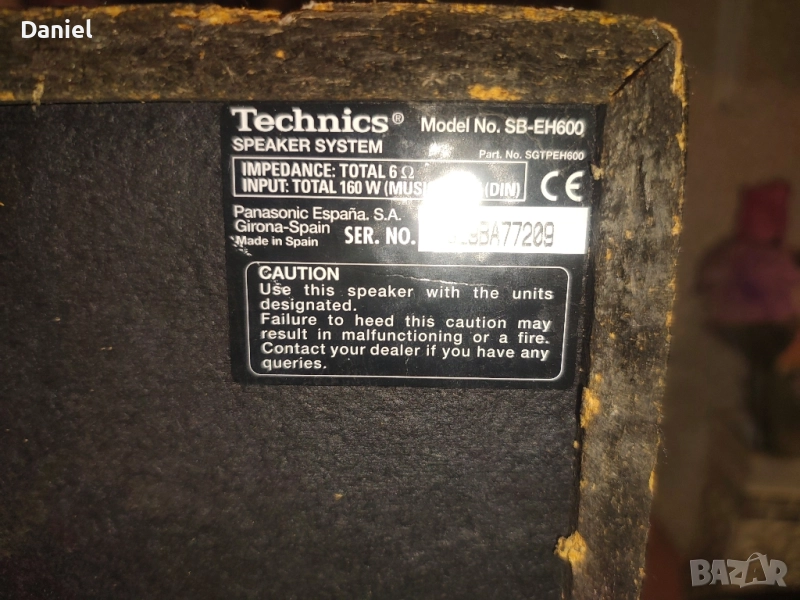 Daniel
Technics® Model No. SB-EH600
SPEAKER SYSTEM Part. No. SGTPEH600
IMPEDANCE: TOTAL 6 Ω
INPUT: TOTAL 160 W (DIN)
CE
Panasonic España. S.A.
Girona-Spain
Made in Spain SER. NO. BA77209
CAUTION
Use this speaker with the units
designated.
Failure to heed this caution may
result in malfunctioning or a fire.
Contact your dealer if you have any
queries.
BAZAR